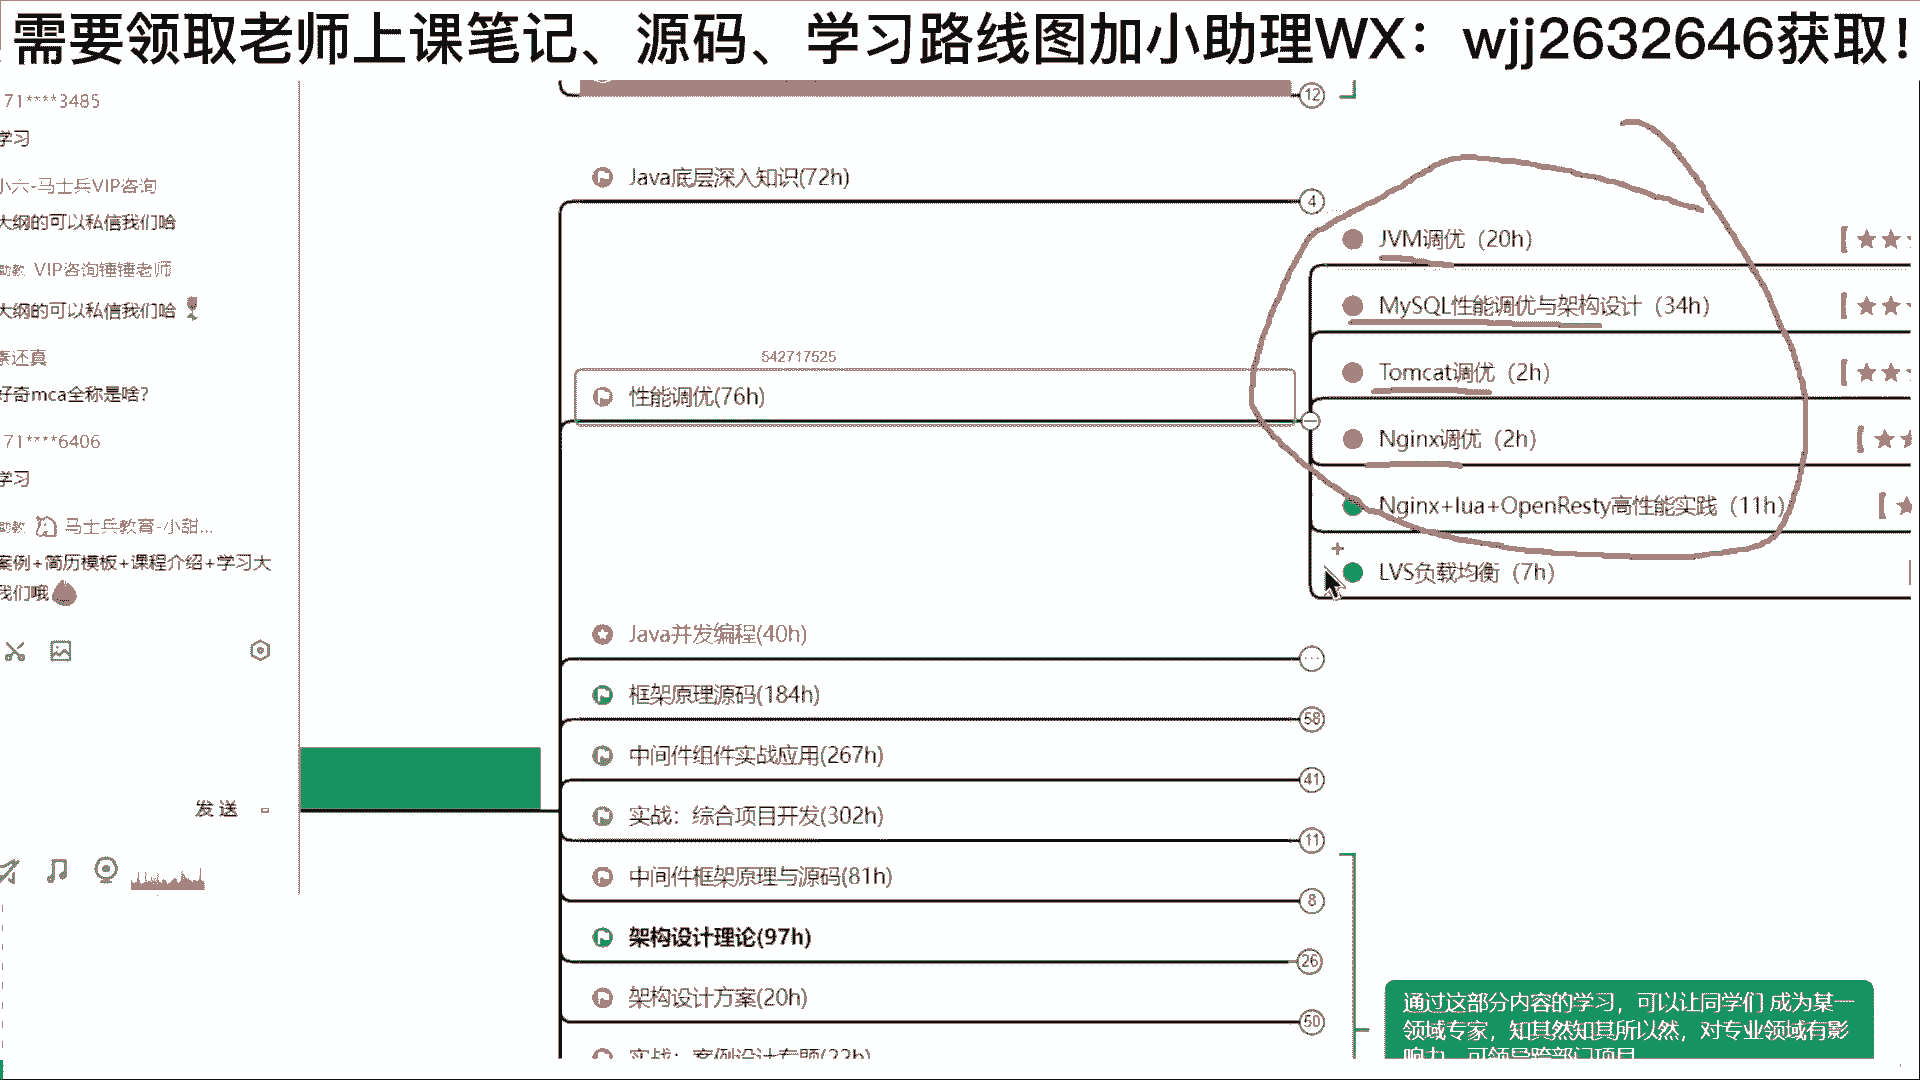 需要领取老师上课笔记、源码、学习路线图加小助理WX：wjj2632646获取！
71****3485
学习
小六-马士兵VIP咨询
大纲的可以私信我们哈
助教 VIP咨询锤锤老师
大纲的可以私信我们哈
素还真
好奇mca全称是啥？
71****6406
学习
助教 马士兵教育-小甜...
案例+简历模板+课程介绍+学习大
我们哦
发送
12
Java底层深入知识(72h)
4
542717525
性能调优(76h)
JVM调优（20h）
MySQL性能调优与架构设计（34h）
Tomcat调优（2h）
Nginx调优（2h）
Nginx+lua+OpenResty高性能实践（11h）
LVS负载均衡（7h）
Java并发编程(40h)
框架原理源码(184h)
58
中间件组件实战应用(267h)
41
实战：综合项目开发(302h)
11
中间件框架原理与源码(81h)
8
架构设计理论(97h)
26
架构设计方案(20h)
50
实战：案例设计专题(22h)
通过这部分内容的学习，可以让同学们 成为某一
领域专家，知其然知其所以然，对专业领域有影
响力，可领导跨部门项目